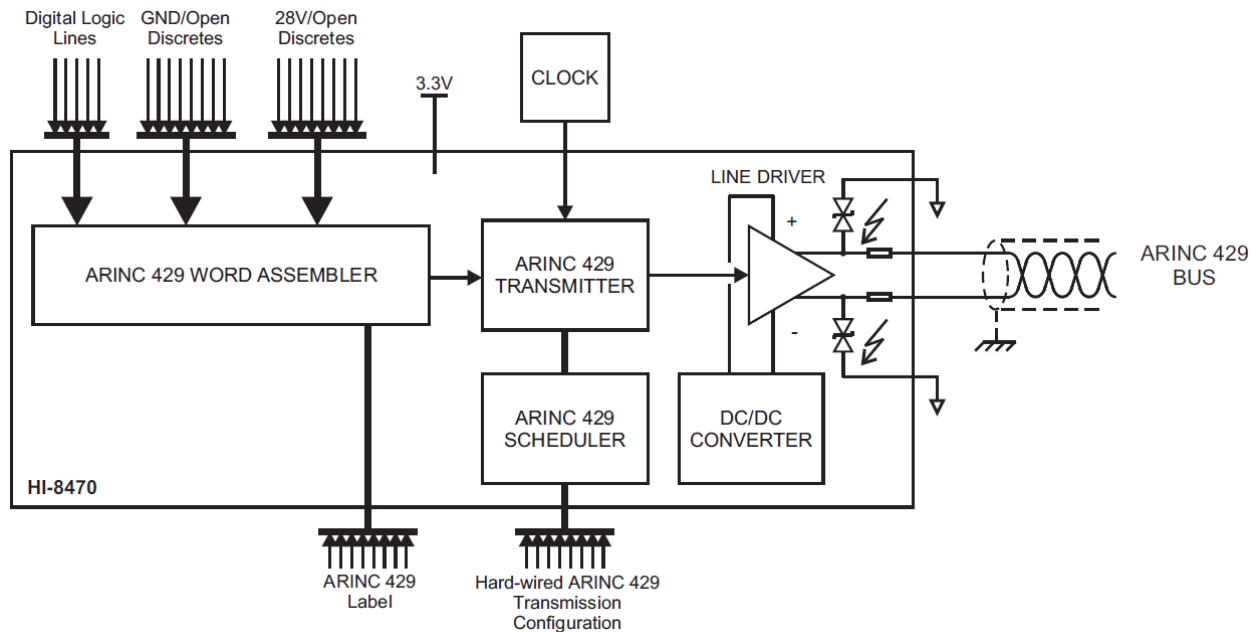 Digital Logic
Lines
GND/Open
Discretes
28V/Open
Discretes
3.3V
CLOCK
LINE DRIVER
+
-
ARINC 429 WORD ASSEMBLER
ARINC 429
TRANSMITTER
ARINC 429
BUS
ARINC 429
SCHEDULER
DC/DC
CONVERTER
HI-8470
ARINC 429
Label
Hard-wired ARINC 429
Transmission
Configuration